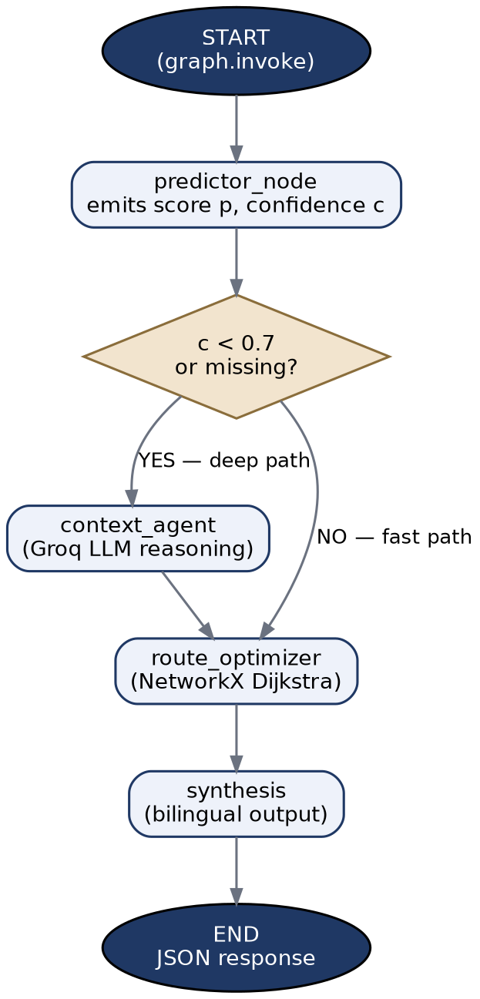 START
(graph.invoke)
predictor_node
emits score p, confidence c
c < 0.7
or missing?
YES — deep path
context_agent
(Groq LLM reasoning)
NO — fast path
route_optimizer
(NetworkX Dijkstra)
synthesis
(bilingual output)
END
JSON response